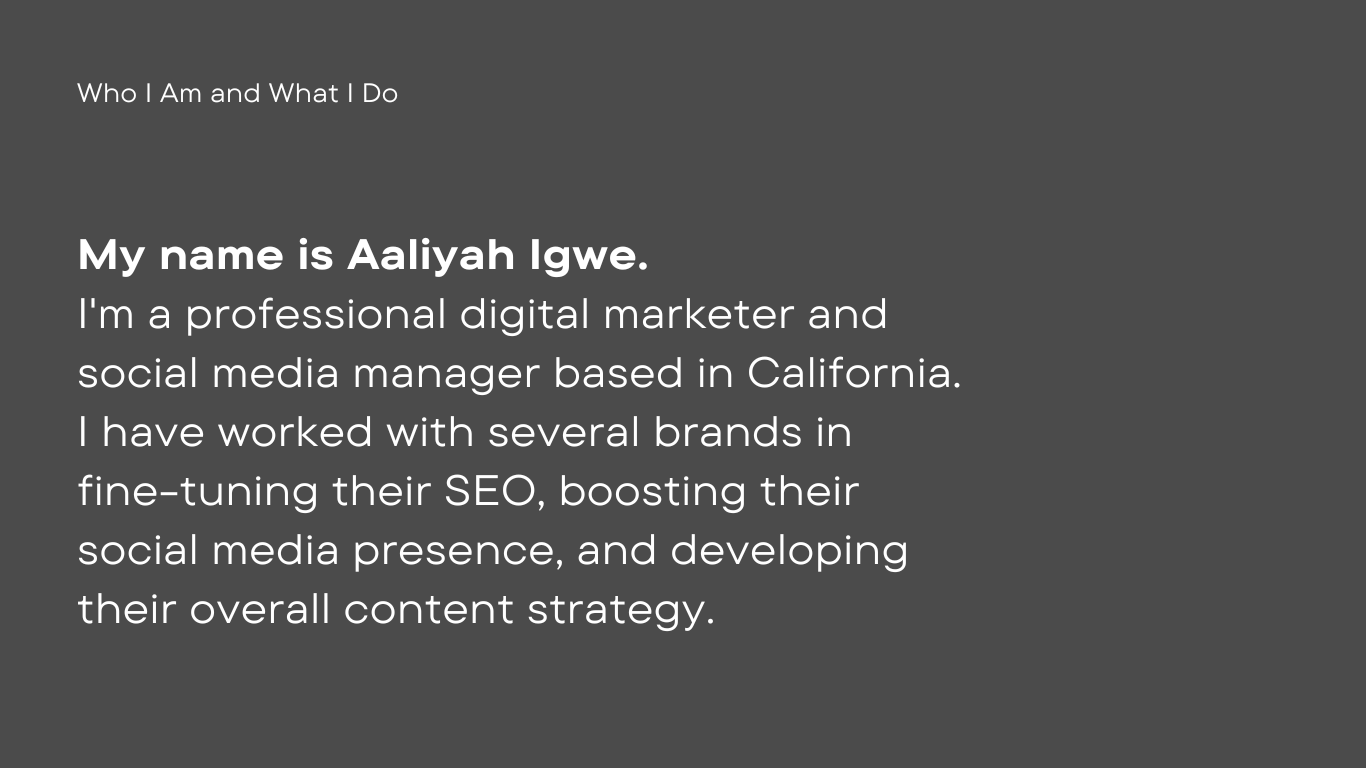 Who I Am and What I Do
My name is Aaliyah Igwe.
I'm a professional digital marketer and
social media manager based in California.
I have worked with several brands in
fine-tuning their SEO, boosting their
social media presence, and developing
their overall content strategy.